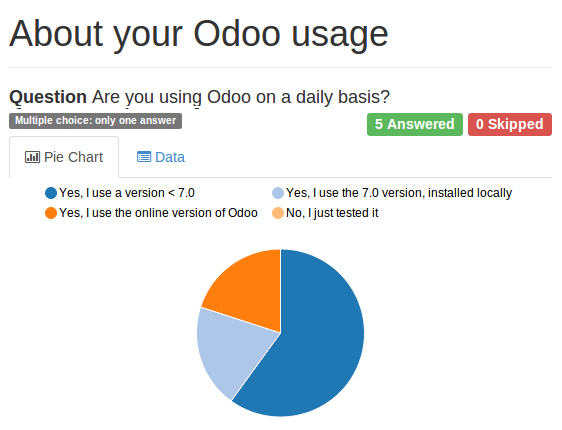 About your Odoo usage
Question Are you using Odoo on a daily basis?
Multiple choice: only one answer
5 Answered 0 Skipped
Pie Chart Data
Yes, I use a version < 7.0 Yes, I use the 7.0 version, installed locally
Yes, I use the online version of Odoo No, I just tested it